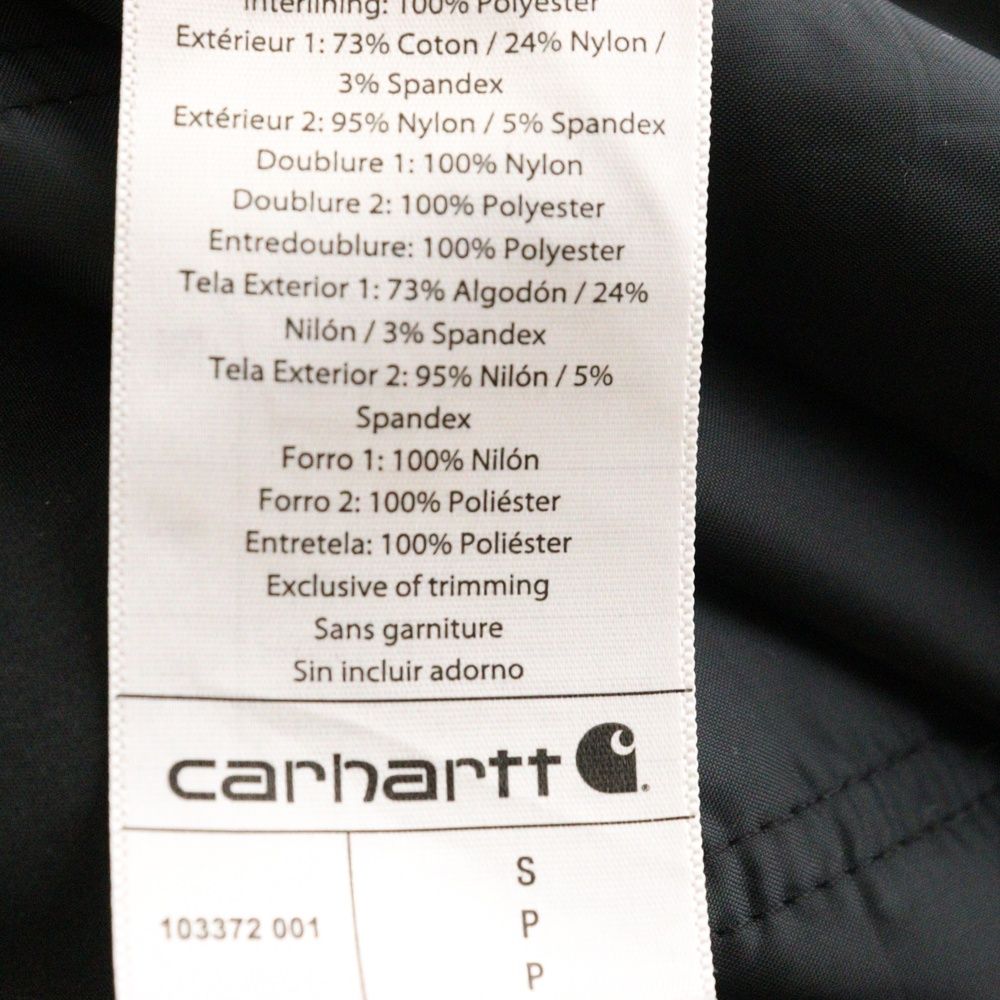 Interlining: 100% Polyester
Extérieur 1: 73% Coton / 24% Nylon /
3% Spandex
Extérieur 2: 95% Nylon / 5% Spandex
Doublure 1: 100% Nylon
Doublure 2: 100% Polyester
Entredoublure: 100% Polyester
Tela Exterior 1: 73% Algodón / 24%
Nilón / 3% Spandex
Tela Exterior 2: 95% Nilón / 5%
Spandex
Forro 1: 100% Nilón
Forro 2: 100% Poliéster
Entretela: 100% Poliéster
Exclusive of trimming
Sans garniture
Sin incluir adorno
carhartt
S
103372 001
P
P